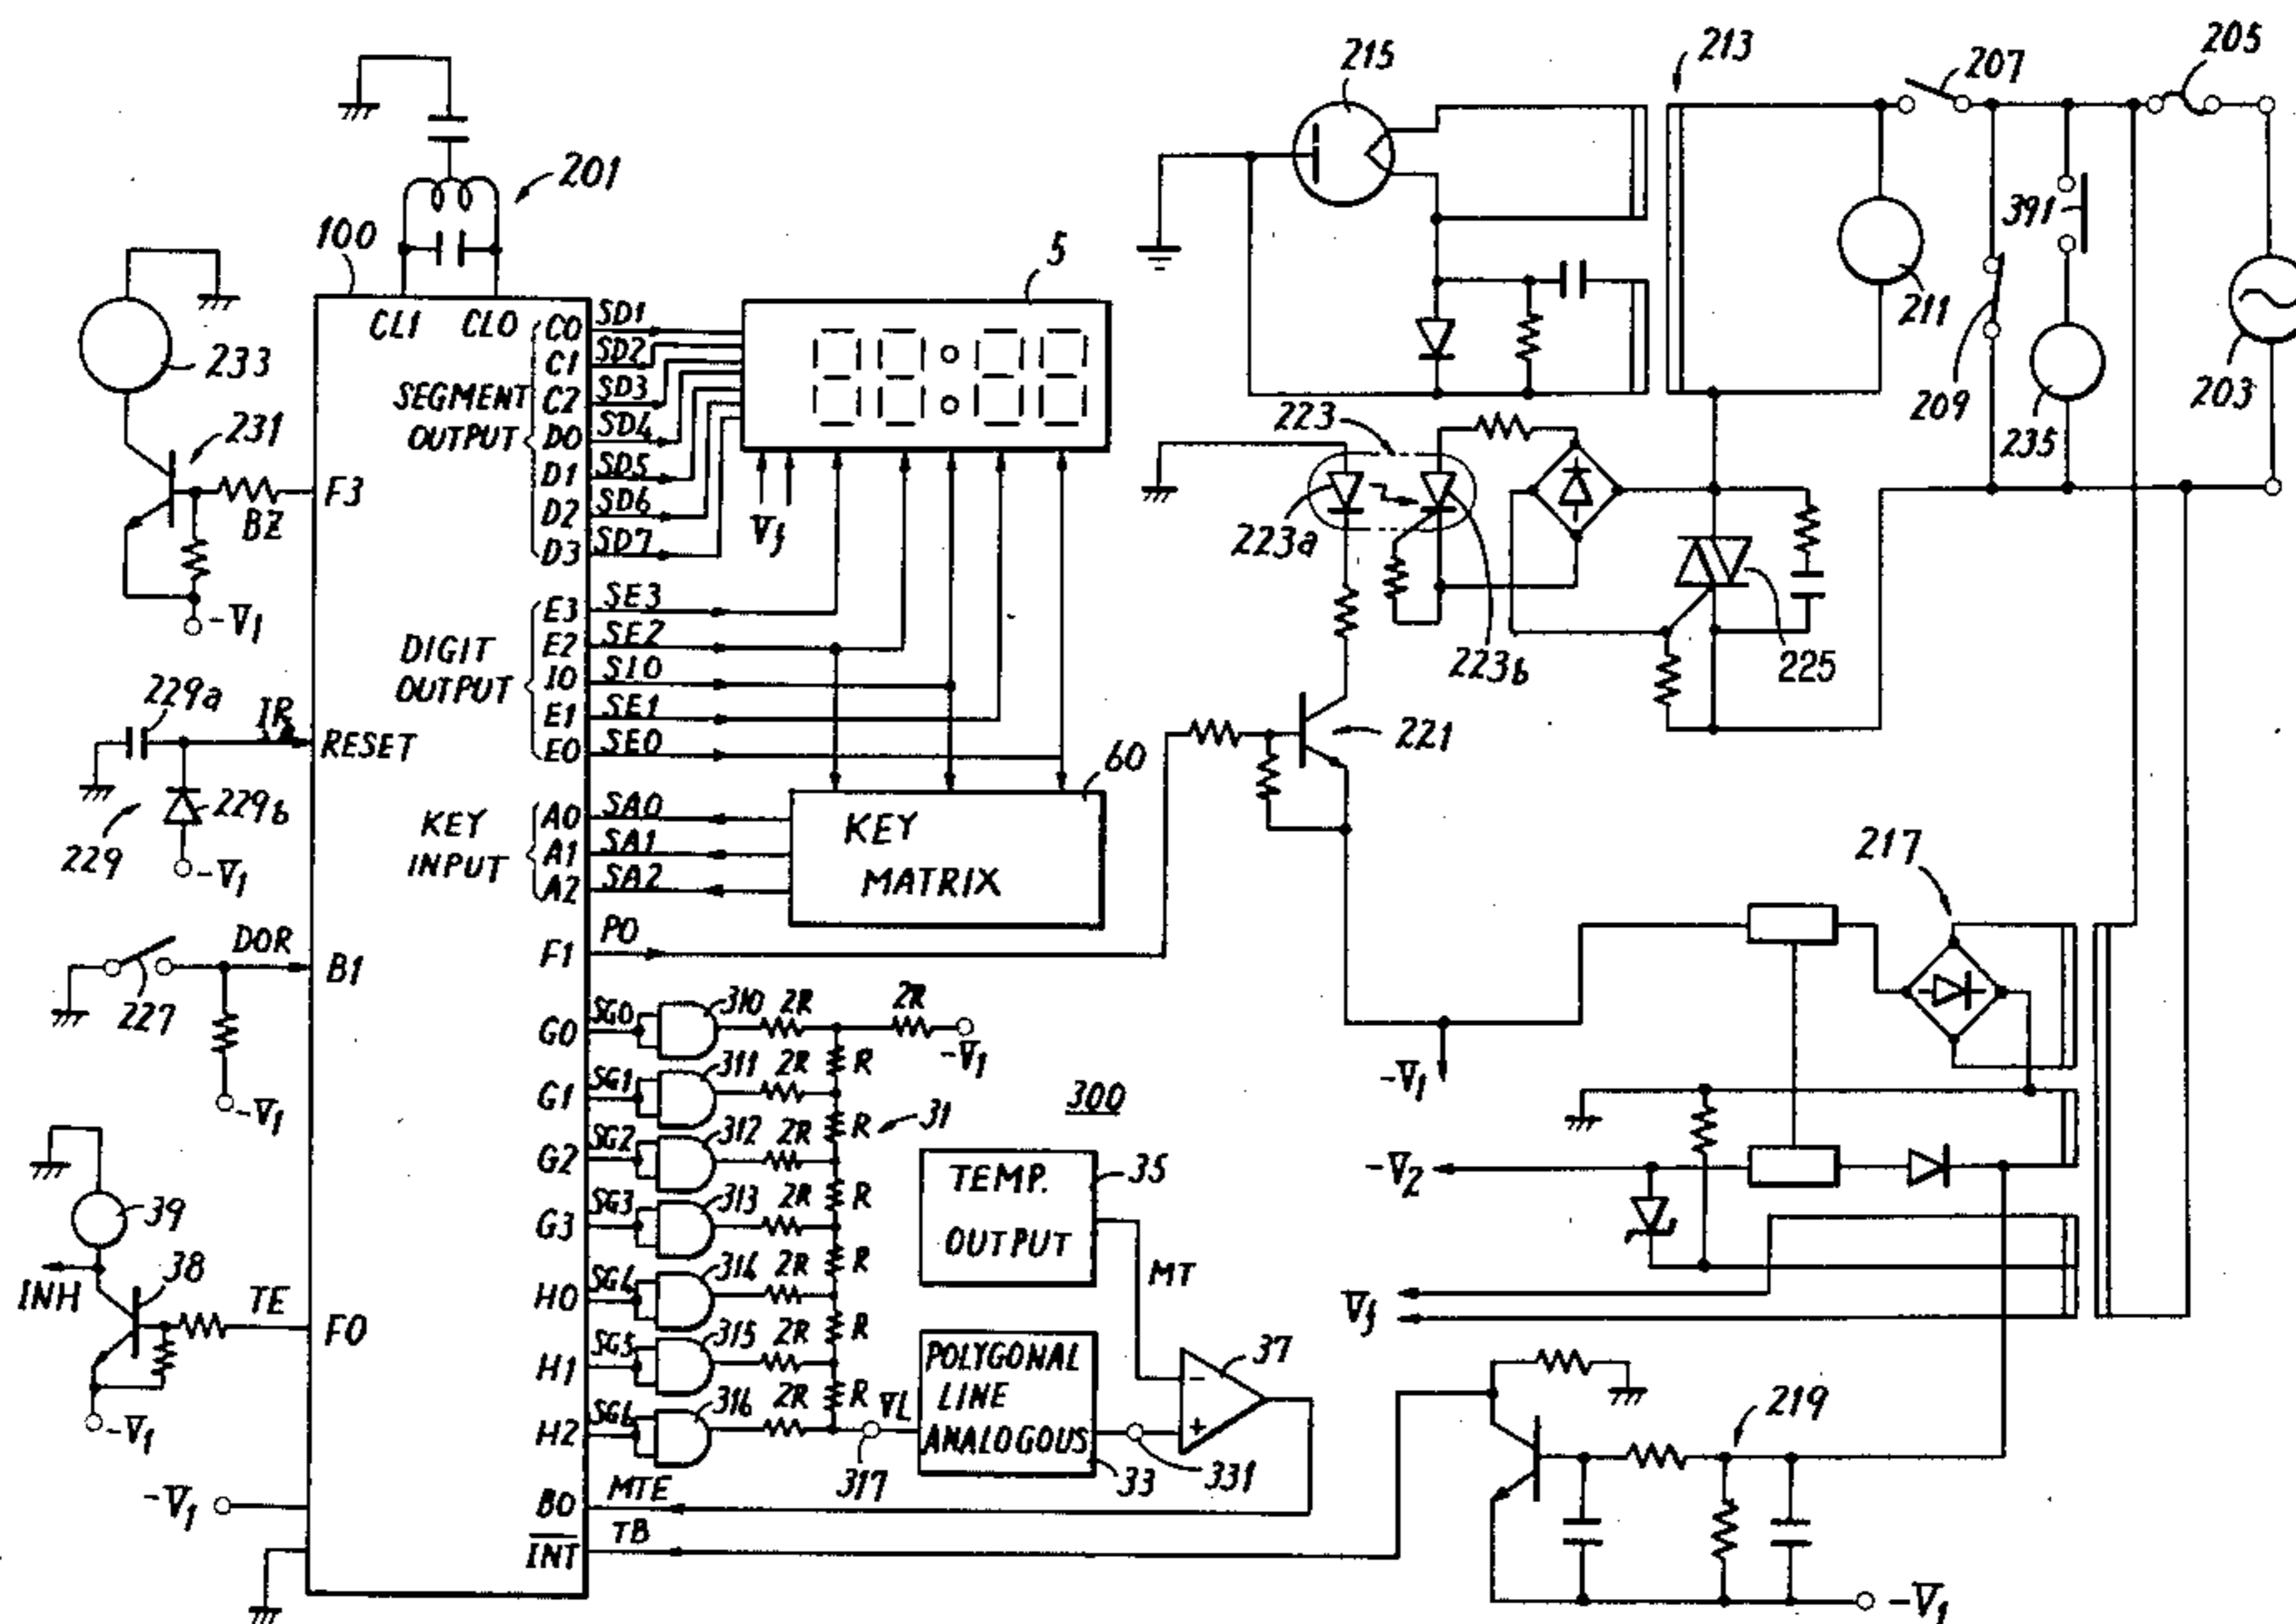 215
213
207
205
201
100
5
391
211
209
235
203
233
231
CL1 CL0
C0 SD1
C1 SD2
SEGMENT C2 SD3
OUTPUT D0 SD4
D1 SD5
D2 SD6
D3 SD7
F3
BZ
-V1
Vf
223
223a
223b
225
E3 SE3
DIGIT E2 SE2
OUTPUT I0 SI0
E1 SE1
E0 SE0
229a
IR
RESET
229b
229
-V1
221
60
KEY A0 SA0
INPUT A1 SA1
A2 SA2
KEY
MATRIX
217
F1 PO
DOR
B1
227
-V1
G0 SG0 310 2R 2R
-V1
R
G1 SG1 311 2R
R
31
G2 SG2 312 2R
R
G3 SG3 313 2R
R
H0 SG4 314 2R
R
H1 SG5 315 2R
R
H2 SG6 316 2R
300
TEMP.
OUTPUT
35
MT
-V1
-V2
Vf
39
INH
38
TE
F0
-V1
VL
317
POLYGONAL
LINE
ANALOGOUS
33
331
37
-
+
219
-V1
B0 MTE
INT TB
-V1